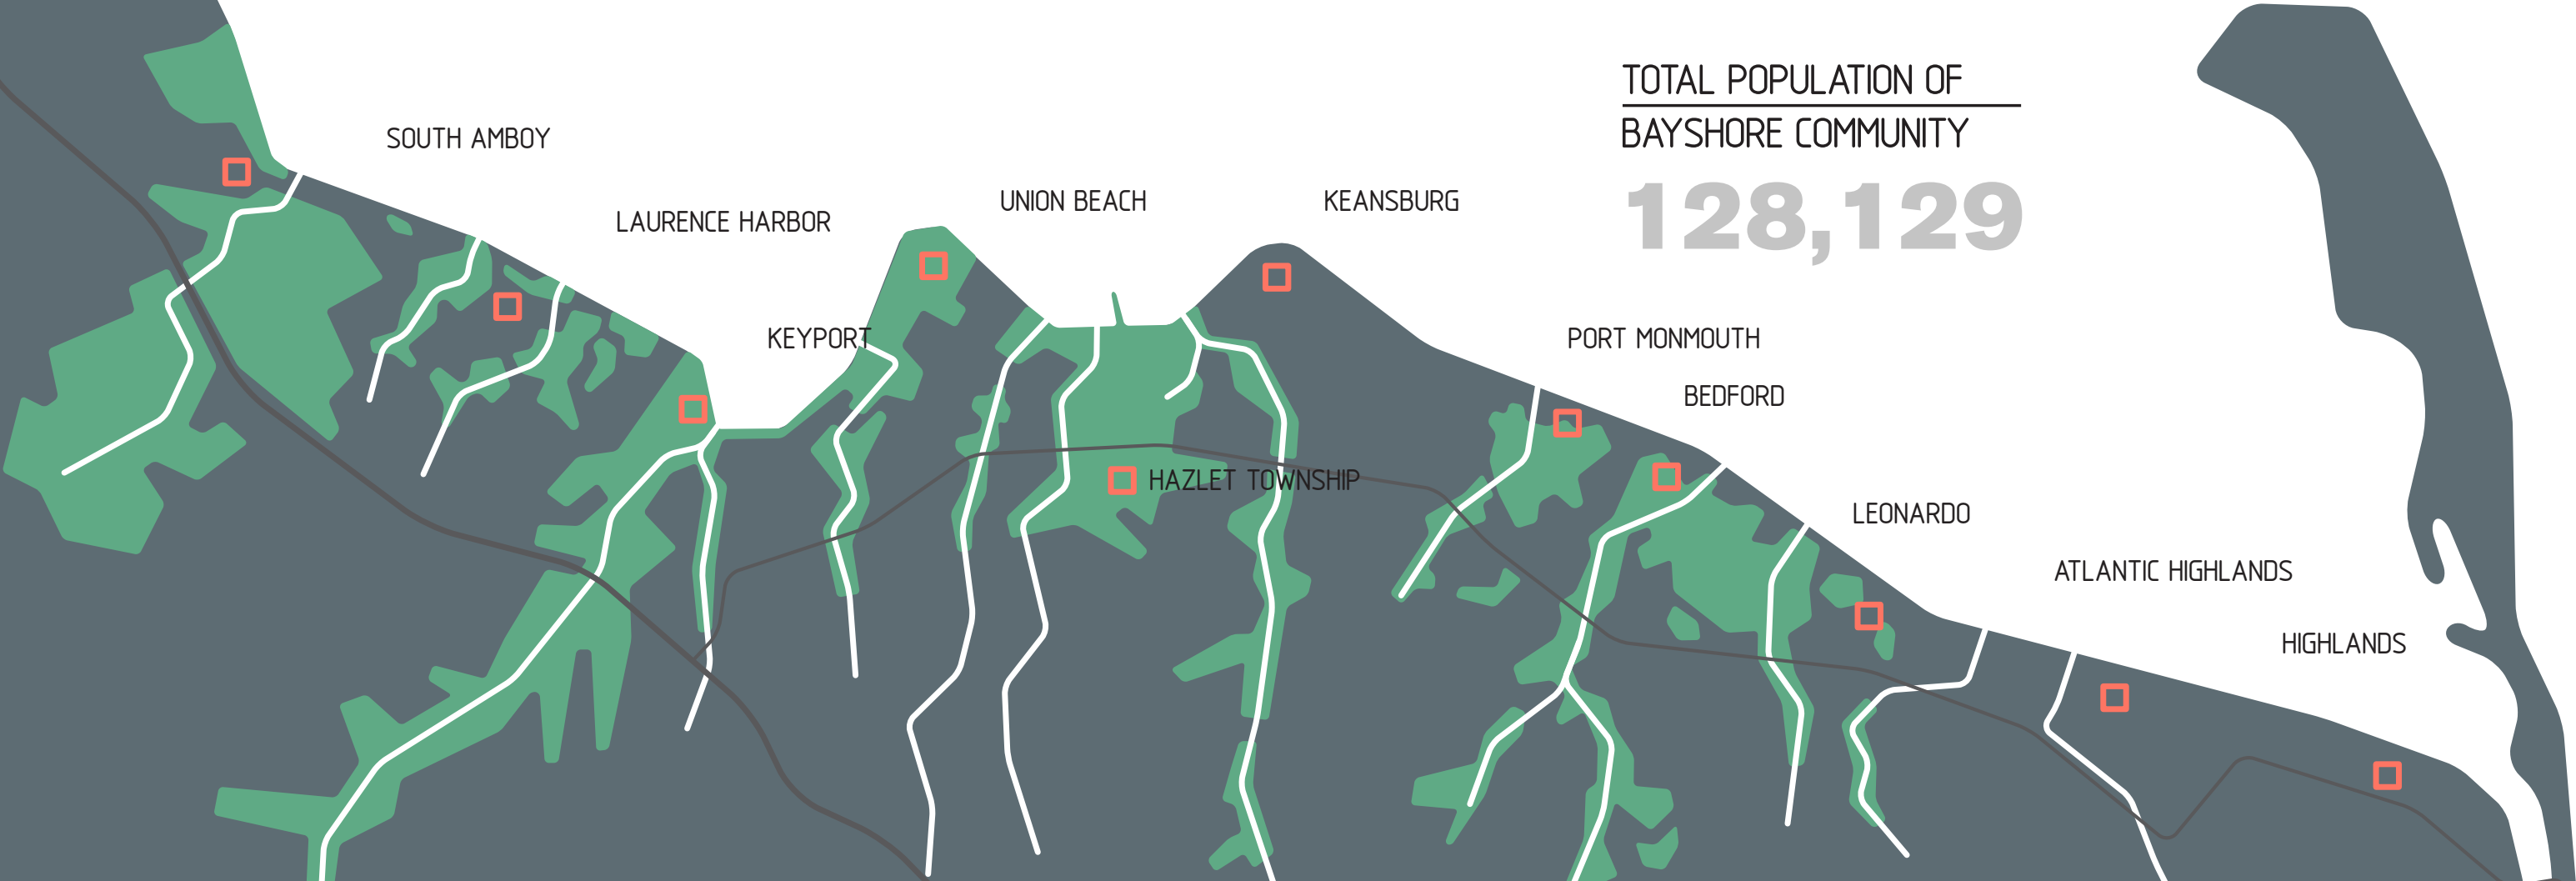 TOTAL POPULATION OF
BAYSHORE COMMUNITY
128,129
SOUTH AMBOY
LAURENCE HARBOR
UNION BEACH
KEANSBURG
KEYPORT
PORT MONMOUTH
BEDFORD
HAZLET TOWNSHIP
LEONARDO
ATLANTIC HIGHLANDS
HIGHLANDS